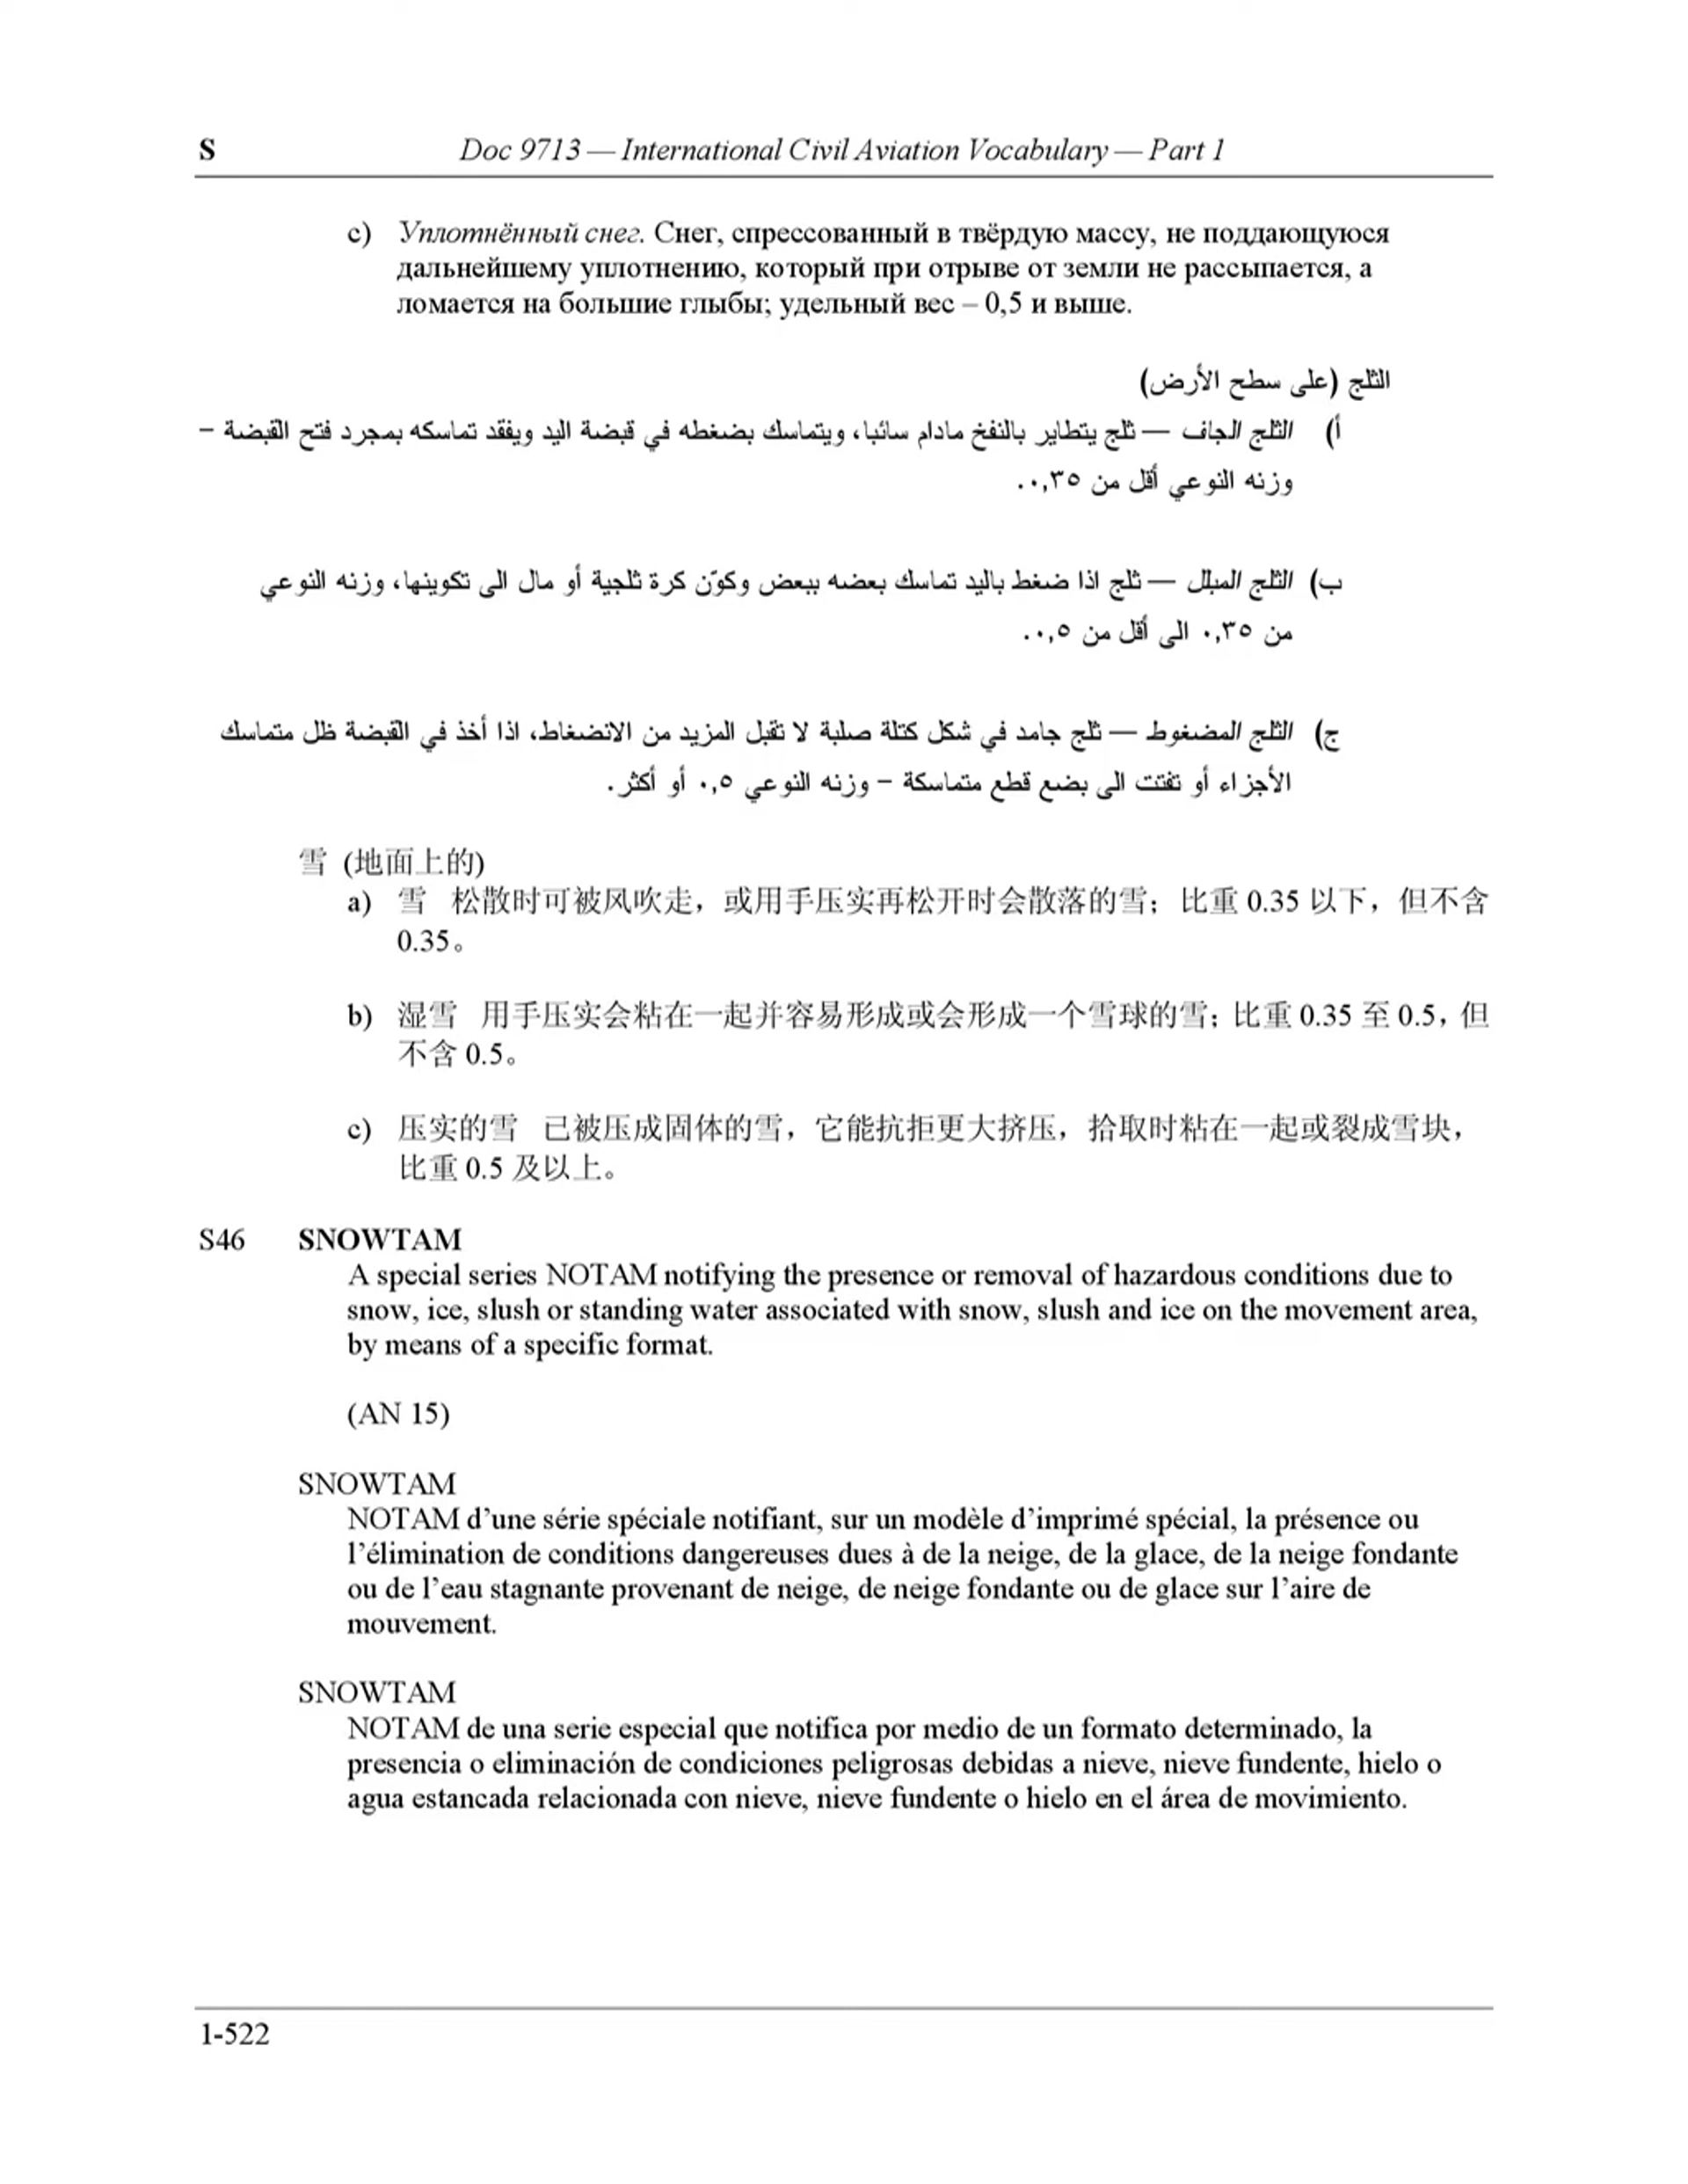 S Doc 9713 — International Civil Aviation Vocabulary — Part 1
c) Уплотнённый снег. Снег, спрессованный в твёрдую массу, не поддающуюся
дальнейшему уплотнению, который при отрыве от земли не рассыпается, а
ломается на большие глыбы; удельный вес – 0,5 и выше.
الثلج (على سطح الأرض)
أ) الثلج الجاف — ثلج يتطاير بالنفخ مادام سائبا، ويتماسك بضغطه في قبضة اليد ويفقد تماسكه بمجرد فتح القبضة –
وزنه النوعي أقل من ٠,٣٥.
ب) الثلج المبلل — ثلج اذا ضغط باليد تماسك بعضه ببعض وكوّن كرة ثلجية أو مال الى تكوينها، وزنه النوعي
من ٠,٣٥ الى أقل من ٠,٥.
ج) الثلج المضغوط — ثلج جامد في شكل كتلة صلبة لا تقبل المزيد من الانضغاط، اذا أخذ في القبضة ظل متماسك
الأجزاء أو تفتت الى بضع قطع متماسكة – وزنه النوعي ٠,٥ أو أكثر.
雪 (地面上的)
a) 雪 松散时可被风吹走，或用手压实再松开时会散落的雪；比重 0.35 以下，但不含
0.35。
b) 湿雪 用手压实会粘在一起并容易形成或会形成一个雪球的雪；比重 0.35 至 0.5，但
不含 0.5。
c) 压实的雪 已被压成固体的雪，它能抗拒更大挤压，拾取时粘在一起或裂成雪块，
比重 0.5 及以上。
S46 SNOWTAM
A special series NOTAM notifying the presence or removal of hazardous conditions due to
snow, ice, slush or standing water associated with snow, slush and ice on the movement area,
by means of a specific format.
(AN 15)
SNOWTAM
NOTAM d’une série spéciale notifiant, sur un modèle d’imprimé spécial, la présence ou
l’élimination de conditions dangereuses dues à de la neige, de la glace, de la neige fondante
ou de l’eau stagnante provenant de neige, de neige fondante ou de glace sur l’aire de
mouvement.
SNOWTAM
NOTAM de una serie especial que notifica por medio de un formato determinado, la
presencia o eliminación de condiciones peligrosas debidas a nieve, nieve fundente, hielo o
agua estancada relacionada con nieve, nieve fundente o hielo en el área de movimiento.
1-522